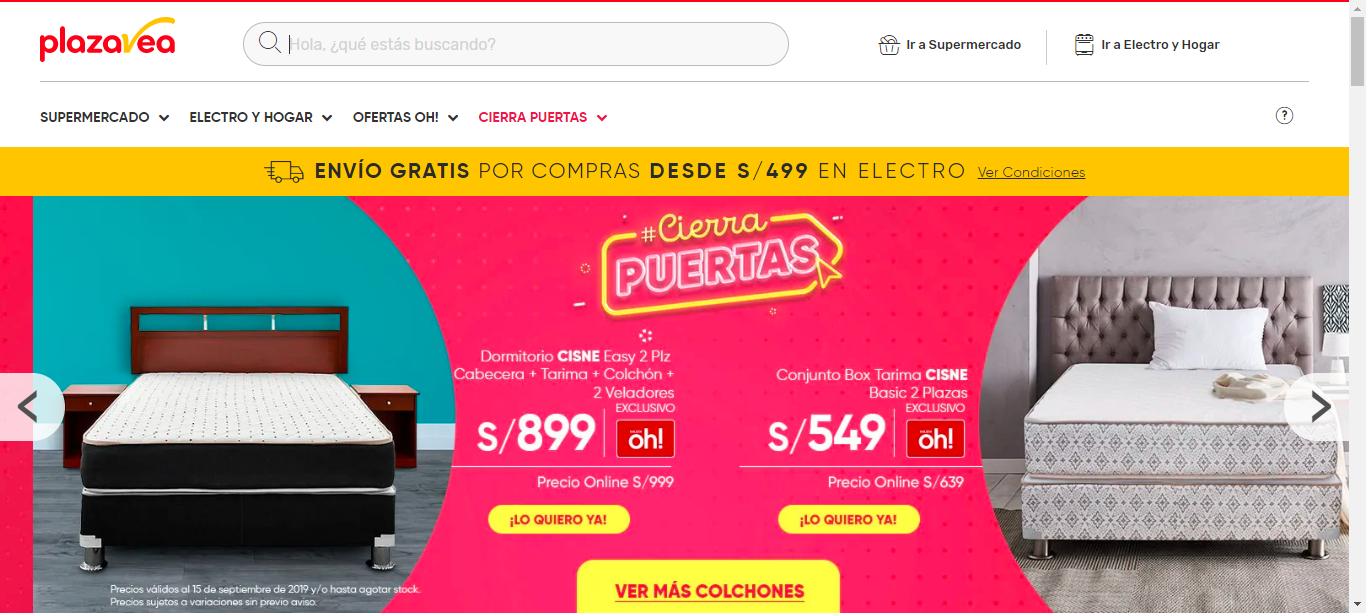 plazavea
Hola, ¿qué estás buscando?
Ir a Supermercado
Ir a Electro y Hogar
SUPERMERCADO
ELECTRO Y HOGAR
OFERTAS OH!
CIERRA PUERTAS
?
ENVÍO GRATIS POR COMPRAS DESDE S/499 EN ELECTRO Ver Condiciones
#Cierra
PUERTAS
Dormitorio CISNE Easy 2 Plz
Cabecera + Tarima + Colchón +
2 Veladores
S/899
EXCLUSIVO
oh!
Precio Online S/999
¡LO QUIERO YA!
Conjunto Box Tarima CISNE
Basic 2 Plazas
S/549
EXCLUSIVO
oh!
Precio Online S/639
¡LO QUIERO YA!
VER MÁS COLCHONES
Precios válidos al 15 de septiembre de 2019 y/o hasta agotar stock.
Precios sujetos a variaciones sin previo aviso.